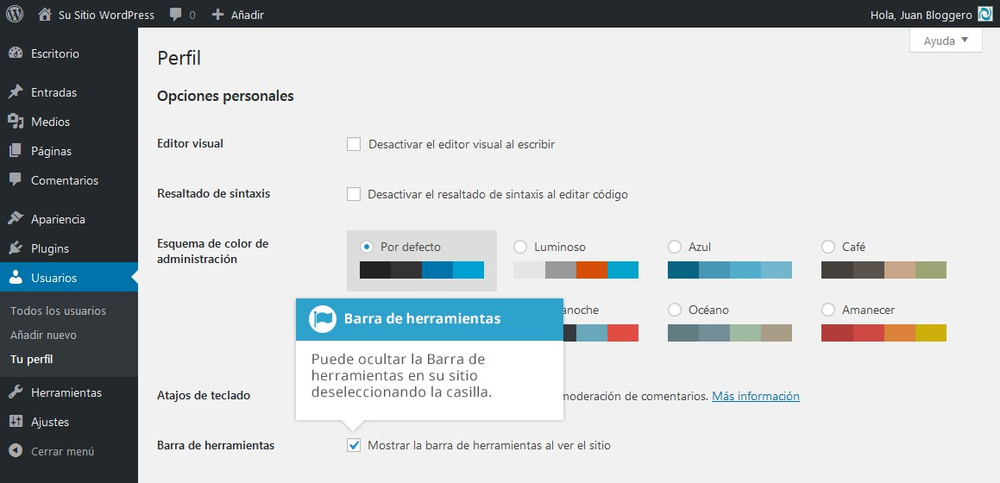 Su Sitio WordPress 0 Añadir Hola, Juan Bloggero
Ayuda
Escritorio
Entradas
Medios
Páginas
Comentarios
Apariencia
Plugins
Usuarios
Todos los usuarios
Añadir nuevo
Tu perfil
Herramientas
Ajustes
Cerrar menú
Perfil
Opciones personales
Editor visual Desactivar el editor visual al escribir
Resaltado de sintaxis Desactivar el resaltado de sintaxis al editar código
Esquema de color de
administración
Por defecto Luminoso Azul Café
Océano Amanecer
Barra de herramientas
Puede ocultar la Barra de
herramientas en su sitio
deseleccionando la casilla.
Atajos de teclado moderación de comentarios. Más información
Barra de herramientas Mostrar la barra de herramientas al ver el sitio